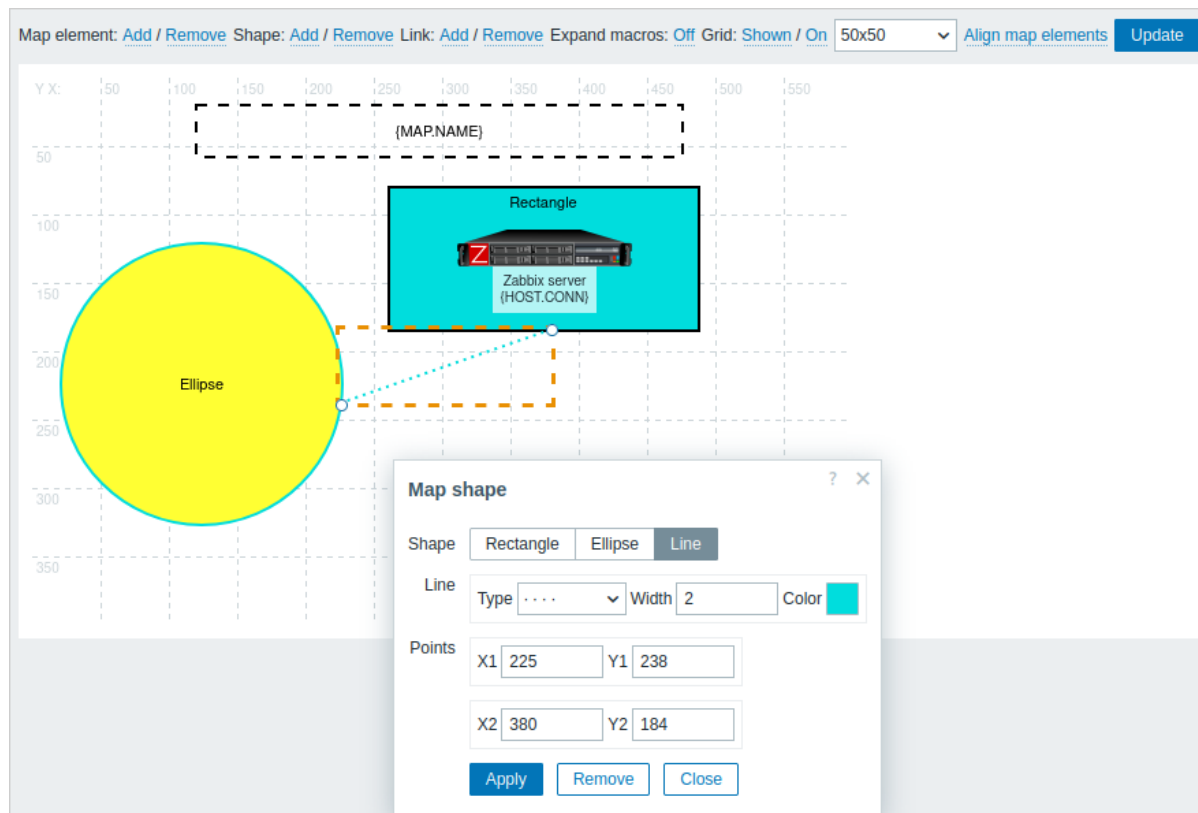 Map element: Add / Remove Shape: Add / Remove Link: Add / Remove Expand macros: Off Grid: Shown / On 50x50 Align map elements Update
Y X: 50 100 150 200 250 300 350 400 450 500 550
{MAP.NAME}
50
Rectangle
100
Z
Zabbix server
150
{HOST.CONN}
200
Ellipse
250
300
350
Map shape ? ×
Shape Rectangle Ellipse Line
Line Type · · · · Width 2 Color
Points X1 225 Y1 238
X2 380 Y2 184
Apply Remove Close